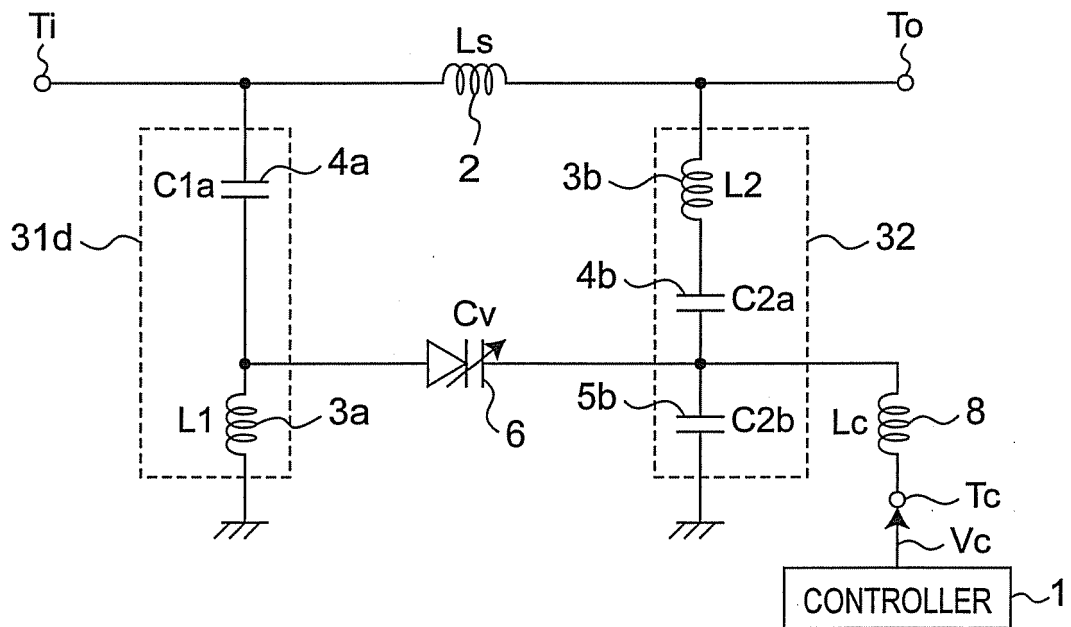 Ti
To
Ls
2
C1a
4a
3b
L2
31d
32
4b
C2a
Cv
L1
3a
6
5b
C2b
Lc
8
Tc
Vc
CONTROLLER
1